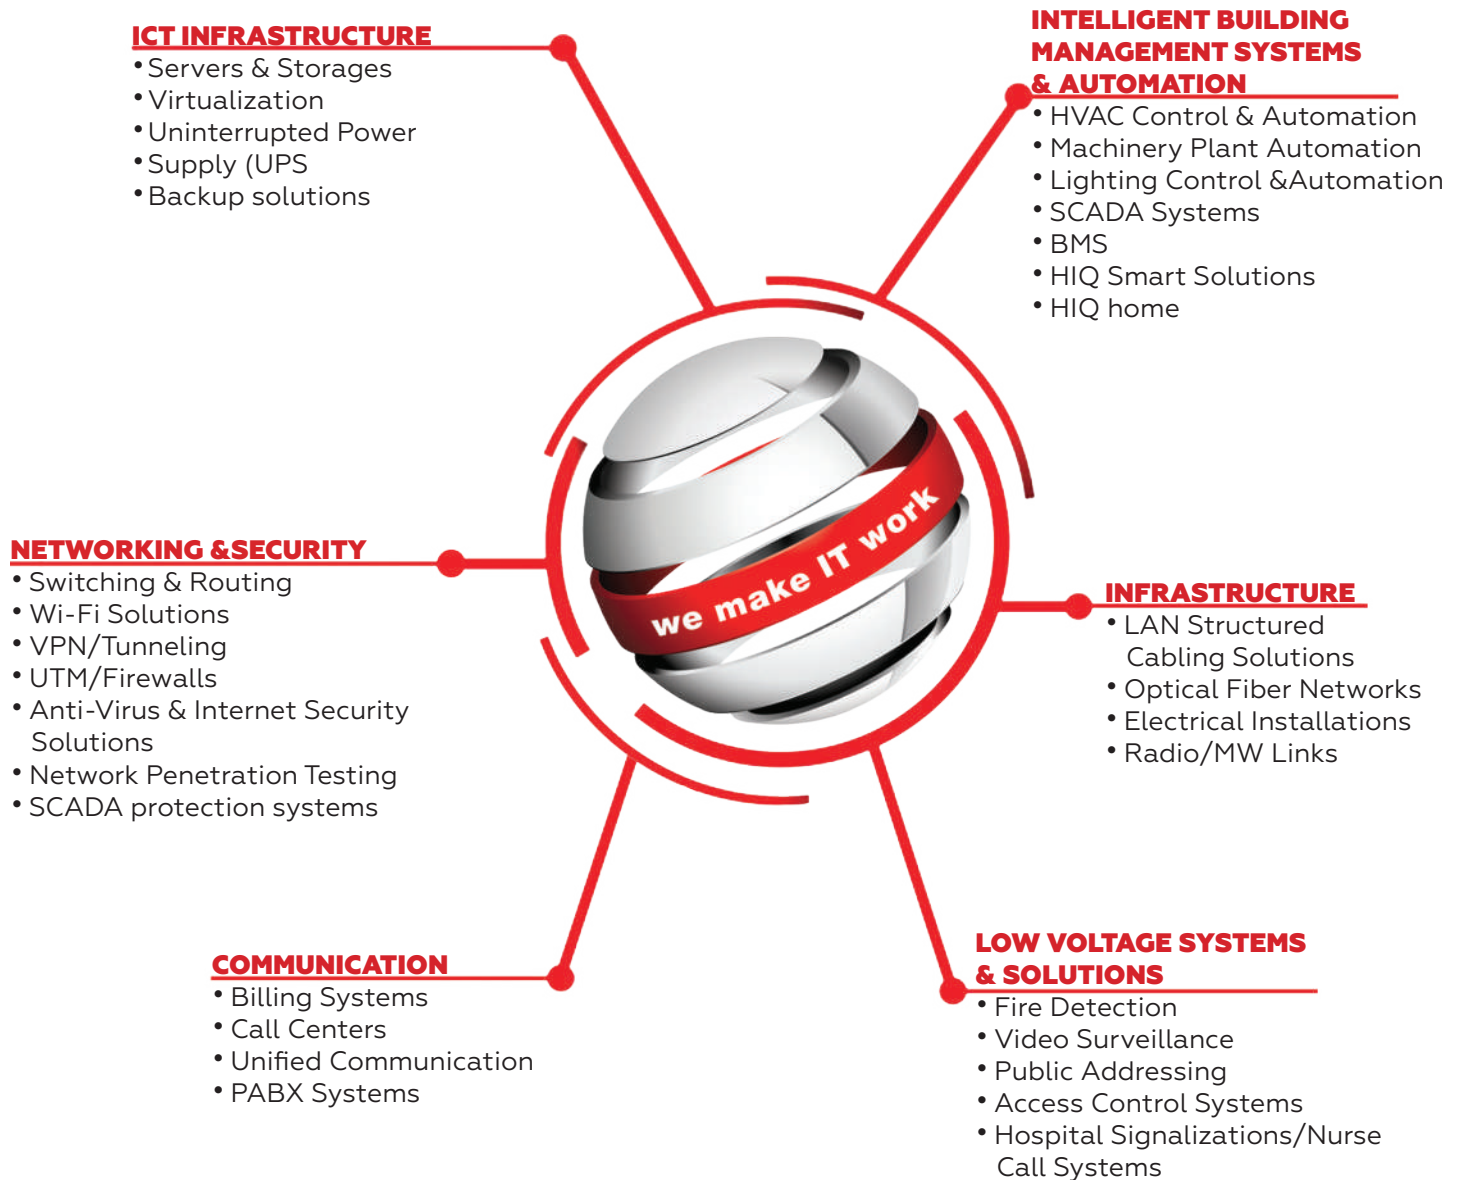 ICT INFRASTRUCTURE
• Servers & Storages
• Virtualization
• Uninterrupted Power
• Supply (UPS
• Backup solutions
INTELLIGENT BUILDING
MANAGEMENT SYSTEMS
& AUTOMATION
• HVAC Control & Automation
• Machinery Plant Automation
• Lighting Control &Automation
• SCADA Systems
• BMS
• HIQ Smart Solutions
• HIQ home
we make IT work
NETWORKING &SECURITY
• Switching & Routing
• Wi-Fi Solutions
• VPN/Tunneling
• UTM/Firewalls
• Anti-Virus & Internet Security
Solutions
• Network Penetration Testing
• SCADA protection systems
INFRASTRUCTURE
• LAN Structured
Cabling Solutions
• Optical Fiber Networks
• Electrical Installations
• Radio/MW Links
COMMUNICATION
• Billing Systems
• Call Centers
• Unified Communication
• PABX Systems
LOW VOLTAGE SYSTEMS
& SOLUTIONS
• Fire Detection
• Video Surveillance
• Public Addressing
• Access Control Systems
• Hospital Signalizations/Nurse
Call Systems